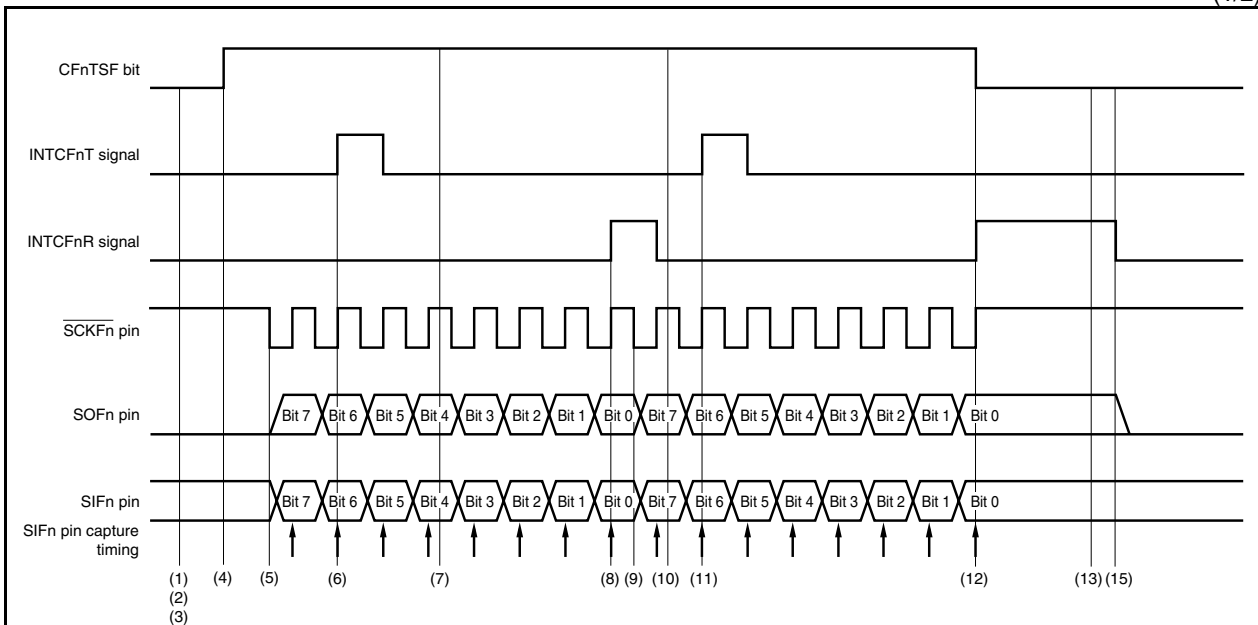 CFnTSF bit
INTCFnT signal
INTCFnR signal
SCKFn pin
SOFn pin
Bit 7 Bit 6 Bit 5 Bit 4 Bit 3 Bit 2 Bit 1 Bit 0 Bit 7 Bit 6 Bit 5 Bit 4 Bit 3 Bit 2 Bit 1 Bit 0
SIFn pin
Bit 7 Bit 6 Bit 5 Bit 4 Bit 3 Bit 2 Bit 1 Bit 0 Bit 7 Bit 6 Bit 5 Bit 4 Bit 3 Bit 2 Bit 1 Bit 0
SIFn pin capture
timing
(1) (4) (5) (6) (7) (8) (9) (10) (11) (12) (13) (15)
(2)
(3)